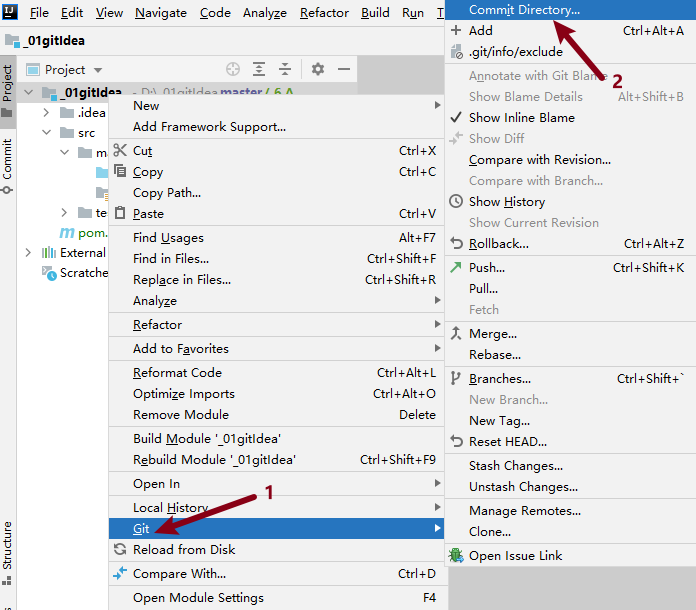 File Edit View Navigate Code Analyze Refactor Build Run
_01gitIdea
Project
Project
_01gitIdea D:\_01gitIdea master / 6 Δ
.idea
src
te
pom.
External
Scratche
Commit
Structure
New
Add Framework Support...
Cut Ctrl+X
Copy Ctrl+C
Copy Path...
Paste Ctrl+V
Find Usages Alt+F7
Find in Files... Ctrl+Shift+F
Replace in Files... Ctrl+Shift+R
Analyze
Refactor
Add to Favorites
Reformat Code Ctrl+Alt+L
Optimize Imports Ctrl+Alt+O
Remove Module Delete
Build Module '_01gitIdea'
Rebuild Module '_01gitIdea' Ctrl+Shift+F9
Open In
Local History
1
Git
Reload from Disk
Compare With... Ctrl+D
Open Module Settings F4
Commit Directory...
Add Ctrl+Alt+A
.git/info/exclude
2
Annotate with Git Blame
Show Blame Details Alt+Shift+B
Show Inline Blame
Show Diff
Compare with Revision...
Compare with Branch...
Show History
Show Current Revision
Rollback... Ctrl+Alt+Z
Push... Ctrl+Shift+K
Pull...
Fetch
Merge...
Rebase...
Branches... Ctrl+Shift+`
New Branch...
New Tag...
Reset HEAD...
Stash Changes...
Unstash Changes...
Manage Remotes...
Clone...
Open Issue Link